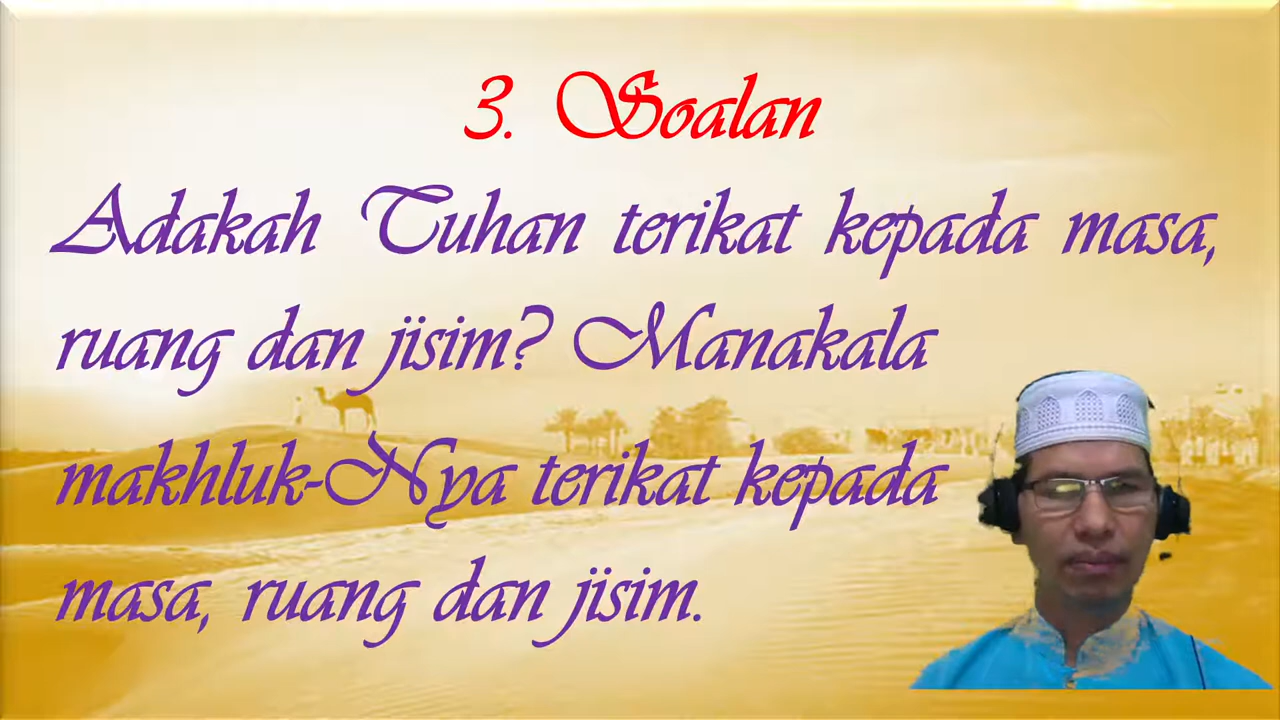 3. Soalan
Adakah Tuhan terikat kepada masa,
ruang dan jisim? Manakala
makhluk-Nya terikat kepada
masa, ruang dan jisim.